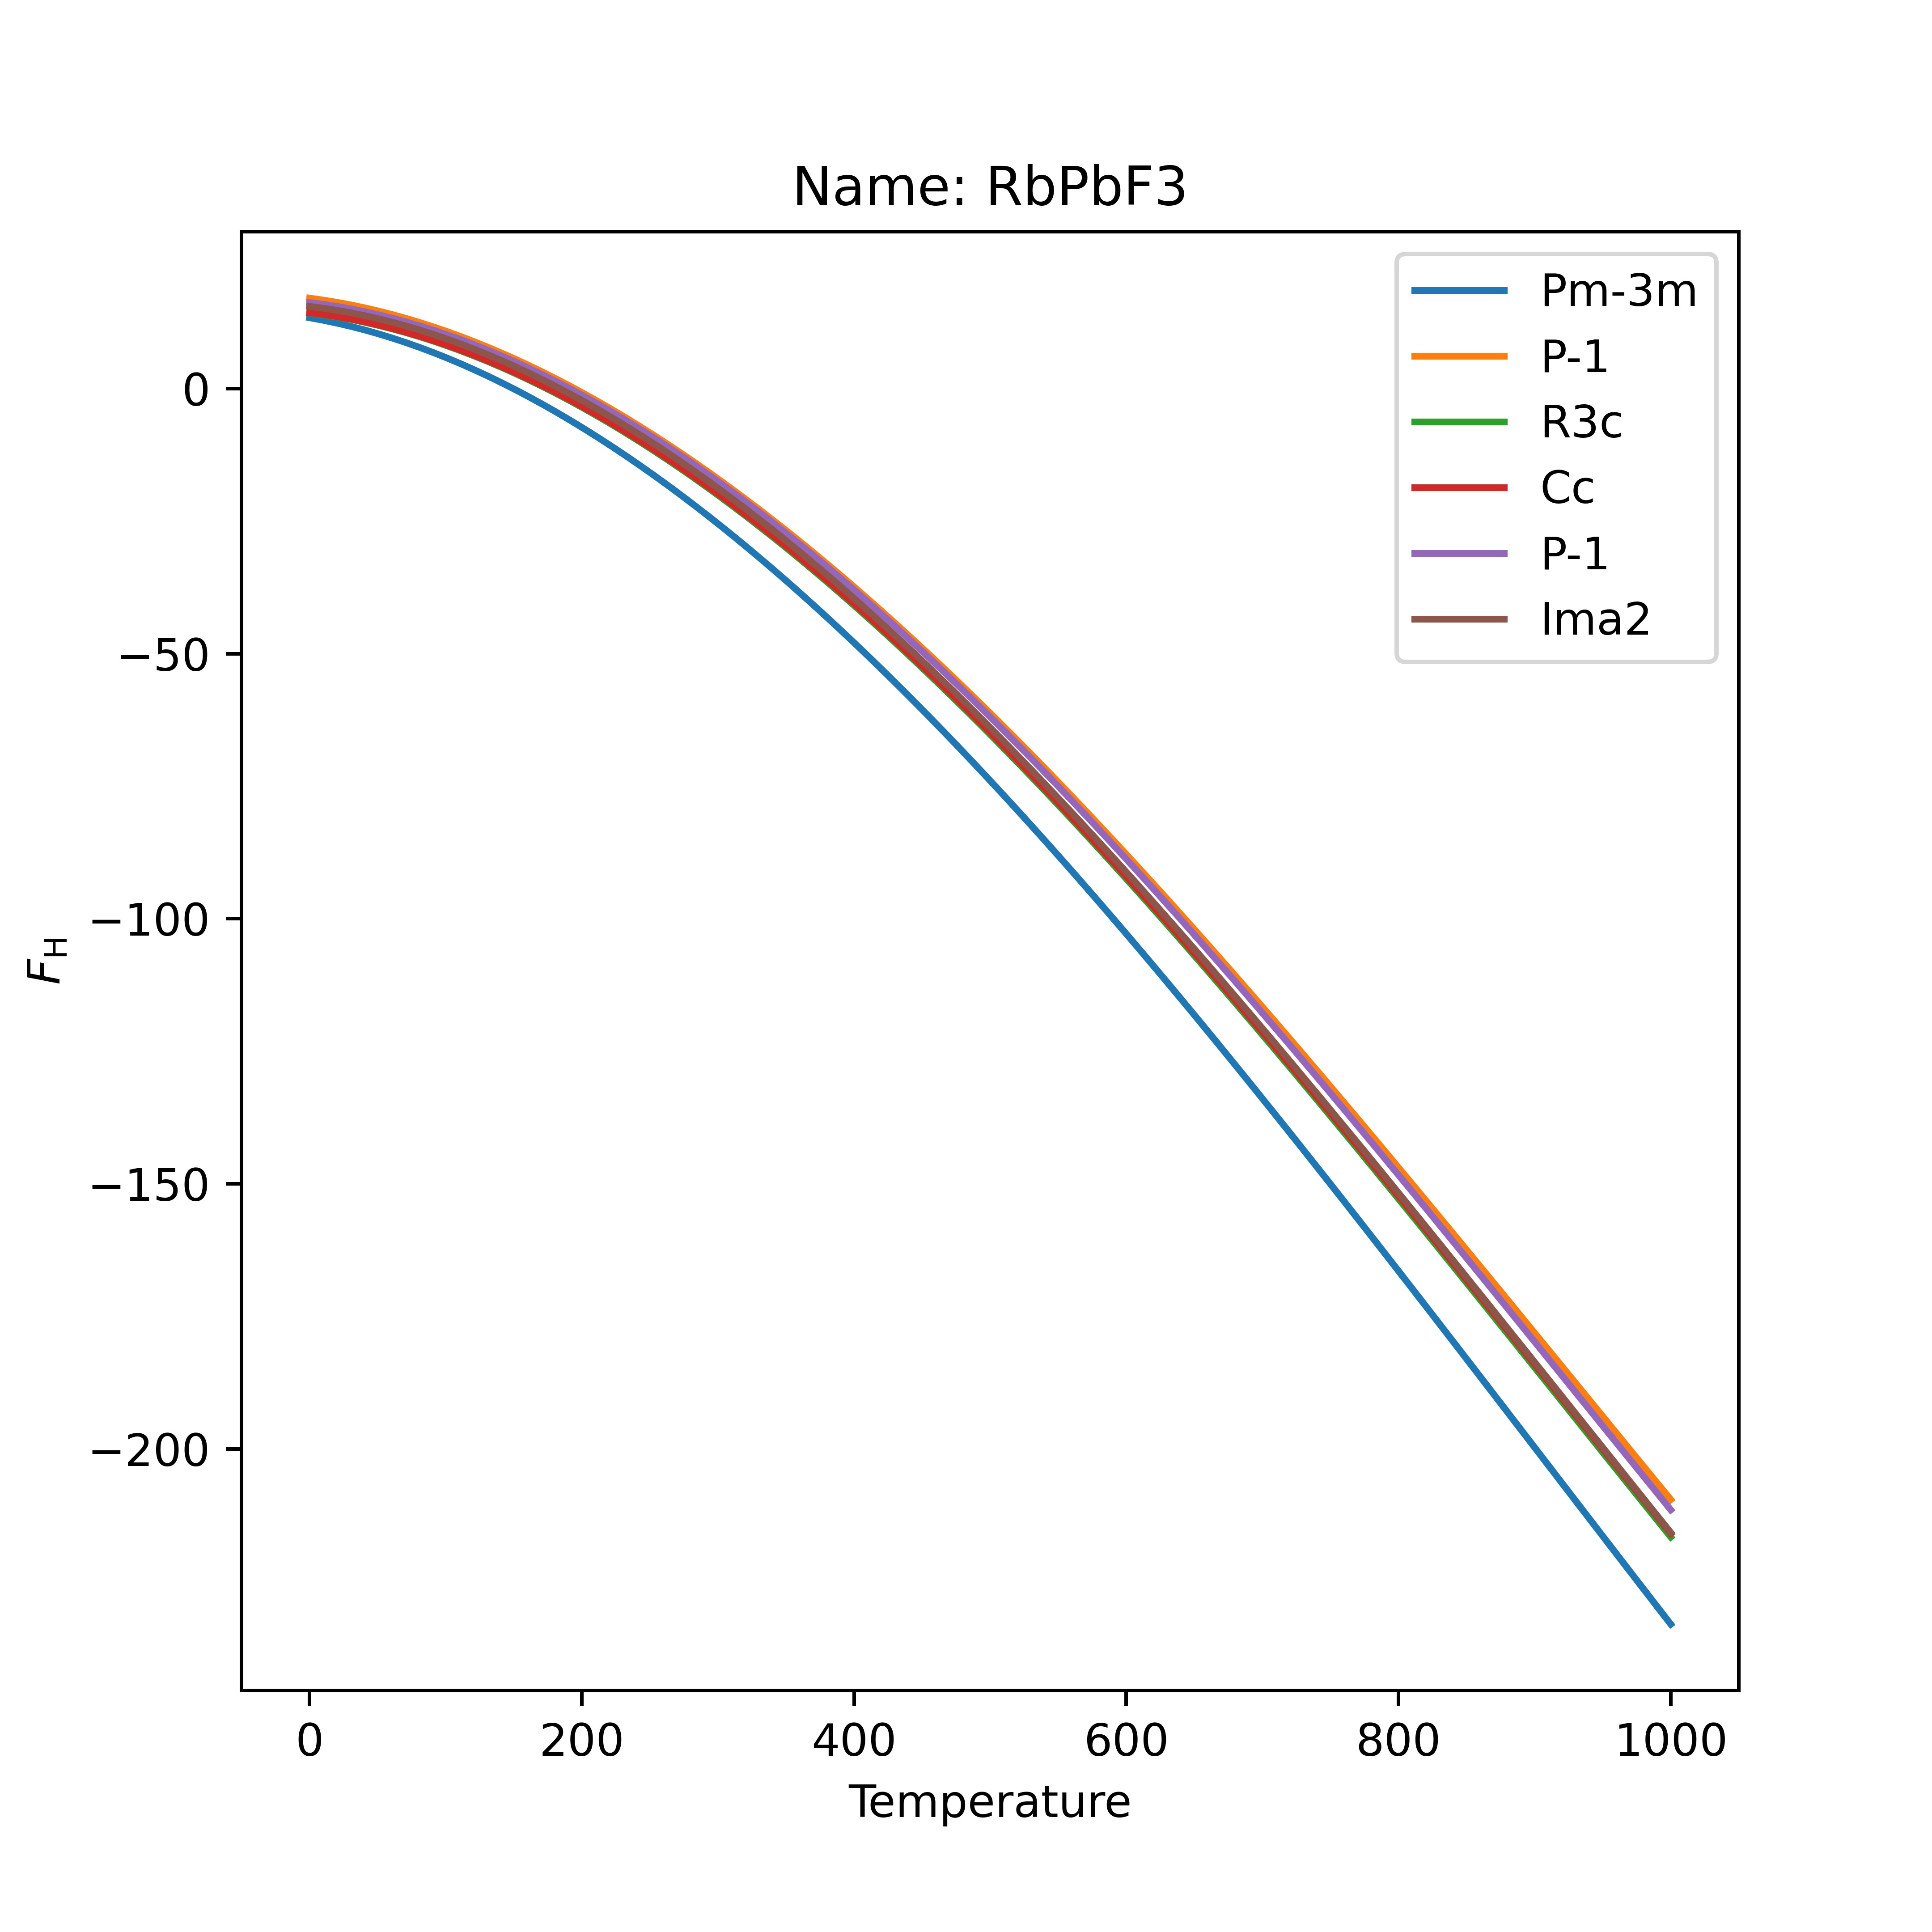 Name: RbPbF3
Pm-3m
P-1
R3c
Cc
P-1
Ima2
0
−50
−100
−150
−200
F_H
0 200 400 600 800 1000
Temperature